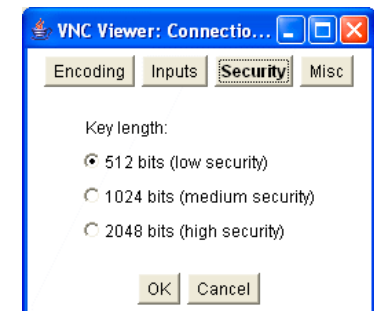 VNC Viewer: Connectio...
Encoding Inputs Security Misc
Key length:
512 bits (low security)
1024 bits (medium security)
2048 bits (high security)
OK Cancel